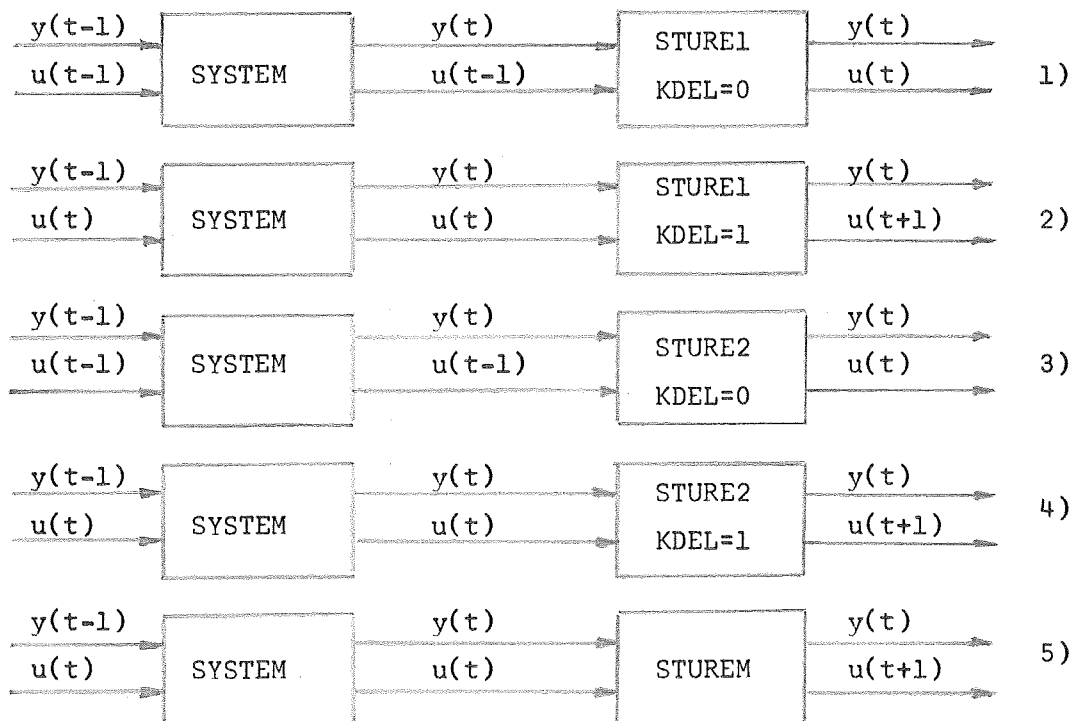 y(t-1) y(t) STURE1 y(t)
u(t-1) SYSTEM u(t-1) KDEL=0 u(t) 1)
y(t-1) y(t) STURE1 y(t)
u(t) SYSTEM u(t) KDEL=1 u(t+1) 2)
y(t-1) y(t) STURE2 y(t)
u(t-1) SYSTEM u(t-1) KDEL=0 u(t) 3)
y(t-1) y(t) STURE2 y(t)
u(t) SYSTEM u(t) KDEL=1 u(t+1) 4)
y(t-1) y(t) y(t)
u(t) SYSTEM u(t) STUREM u(t+1) 5)